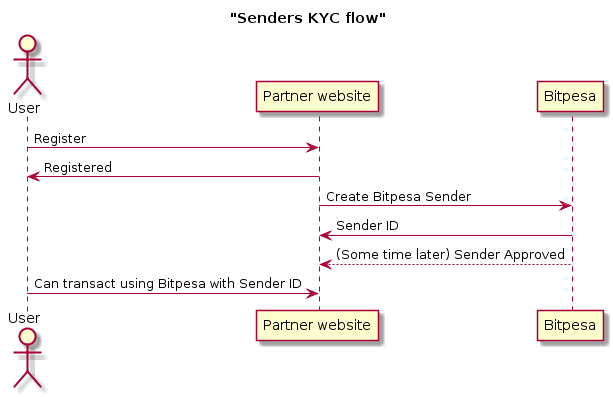 "Senders KYC flow"
User
Partner website
Bitpesa
Register
Registered
Create Bitpesa Sender
Sender ID
(Some time later) Sender Approved
Can transact using Bitpesa with Sender ID
User
Partner website
Bitpesa